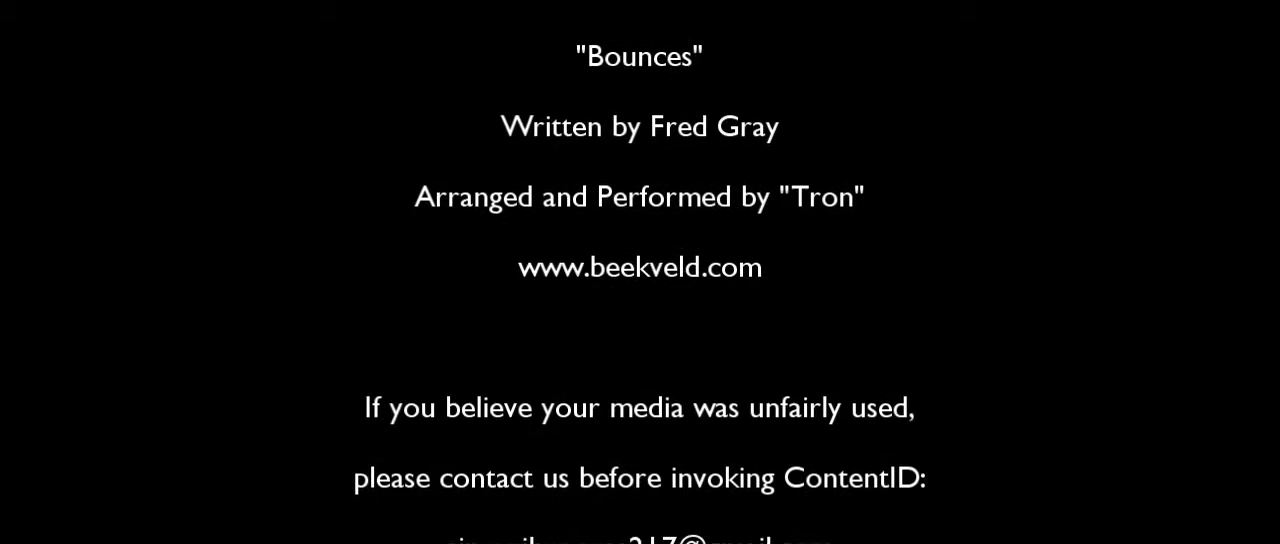 "Bounces"
Written by Fred Gray
Arranged and Performed by "Tron"
www.beekveld.com
If you believe your media was unfairly used,
please contact us before invoking ContentID: